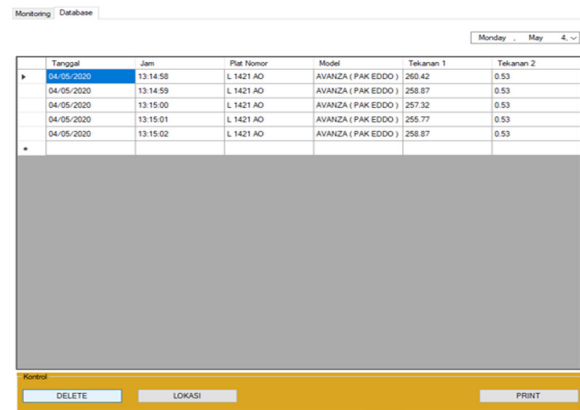 Monitoring Database
Monday , May 4,
Tanggal Jam Plat Nomor Model Tekanan 1 Tekanan 2
04/05/2020 13:14:58 L 1421 AO AVANZA ( PAK EDDO ) 260.42 0.53
04/05/2020 13:14:59 L 1421 AO AVANZA ( PAK EDDO ) 258.87 0.53
04/05/2020 13:15:00 L 1421 AO AVANZA ( PAK EDDO ) 257.32 0.53
04/05/2020 13:15:01 L 1421 AO AVANZA ( PAK EDDO ) 255.77 0.53
04/05/2020 13:15:02 L 1421 AO AVANZA ( PAK EDDO ) 258.87 0.53
Kontrol
DELETE LOKASI PRINT